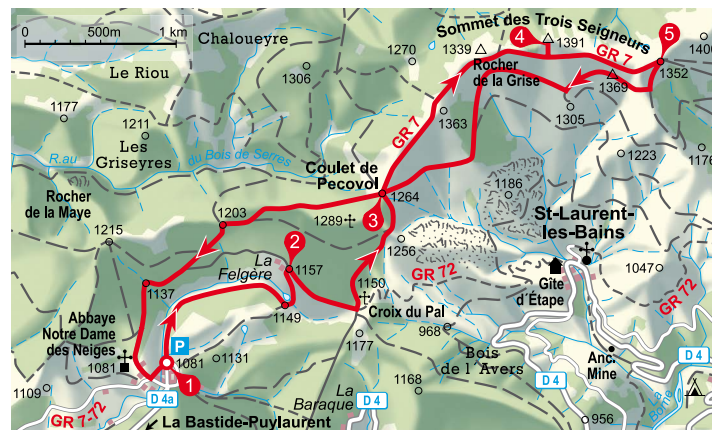 0 500m 1 km
Chaloueyre
Le Riou
1306
1270
1339
Sommet des Trois Seigneurs
4
1391
GR 7
5
1400
1352
Rocher
de la Grise
1369
1177
1211
Les
Griseyres
1363
1305
GR 7
R.au du Bois de Serres
1223
1176
Coulet de
Pecovol
1264
1186
Rocher
de la Maye
1203
1289
3
St-Laurent-
les-Bains
1215
2
1256
La
Felgère
1157
GR 72
1047
GR 72
Gîte
d'Étape
1137
1150
Croix du Pal
1149
968
Abbaye
Notre Dame
des Neiges
1081
P
1081
1131
1177
Bois
de l'Avers
Anc.
Mine
D 4
1
1109
D 4a
GR 7-72
La
Baraque
D 4
1168
D 4
La Borne
956
La Bastide-Puylaurent